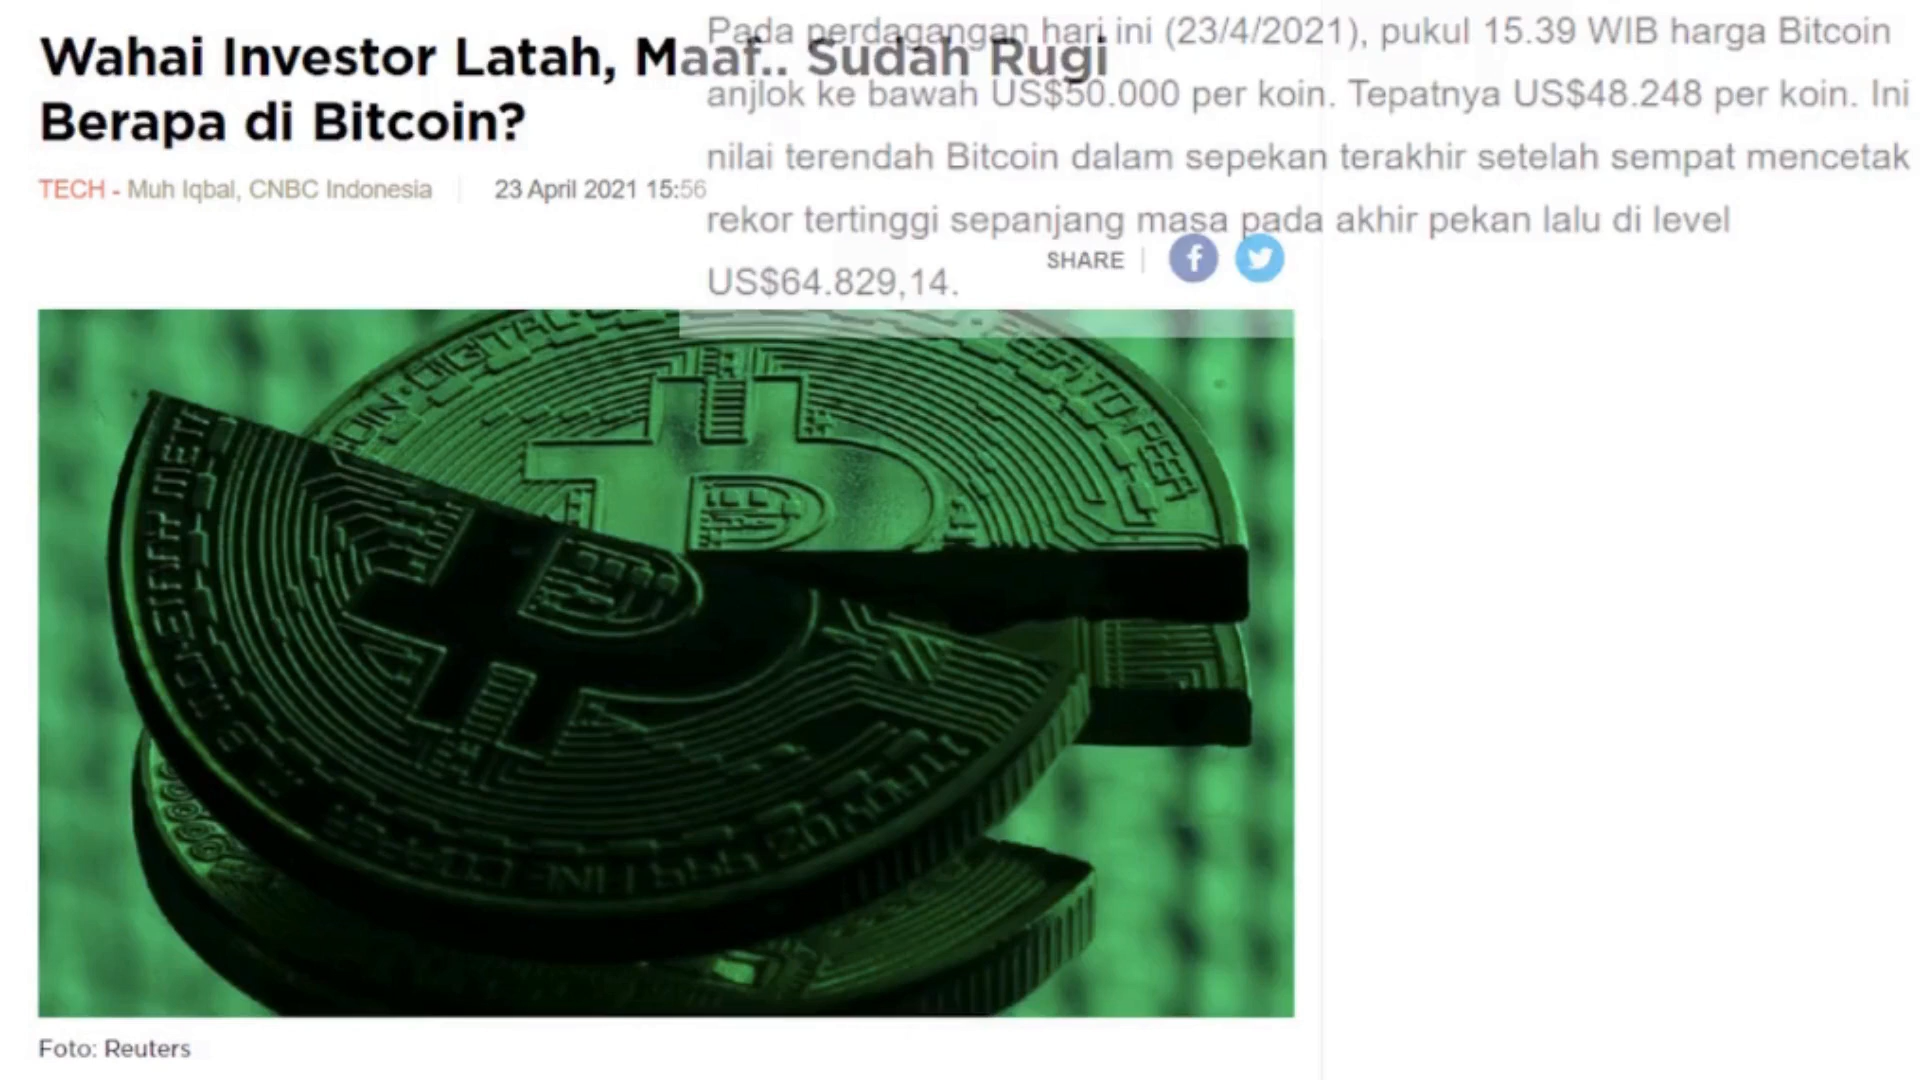 Wahai Investor Latah, Maaf.. Sudah Rugi
Berapa di Bitcoin?
TECH - Muh Iqbal, CNBC Indonesia
23 April 2021 15:56
Pada perdagangan hari ini (23/4/2021), pukul 15.39 WIB harga Bitcoin
anjlok ke bawah US$50.000 per koin. Tepatnya US$48.248 per koin. Ini
nilai terendah Bitcoin dalam sepekan terakhir setelah sempat mencetak
rekor tertinggi sepanjang masa pada akhir pekan lalu di level
US$64.829,14.
SHARE
Foto: Reuters